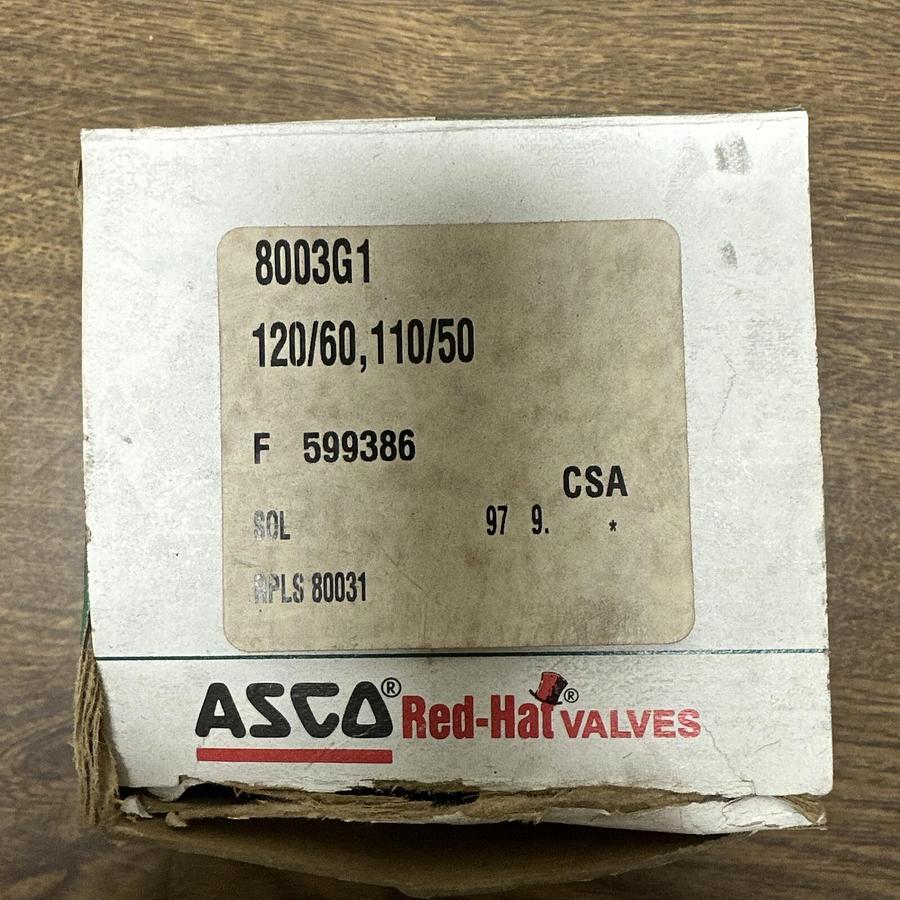 8003G1
120/60,110/50
F 599386
CSA
SOL 97 9. *
RPLS 80031
ASCO® Red-Hat® VALVES